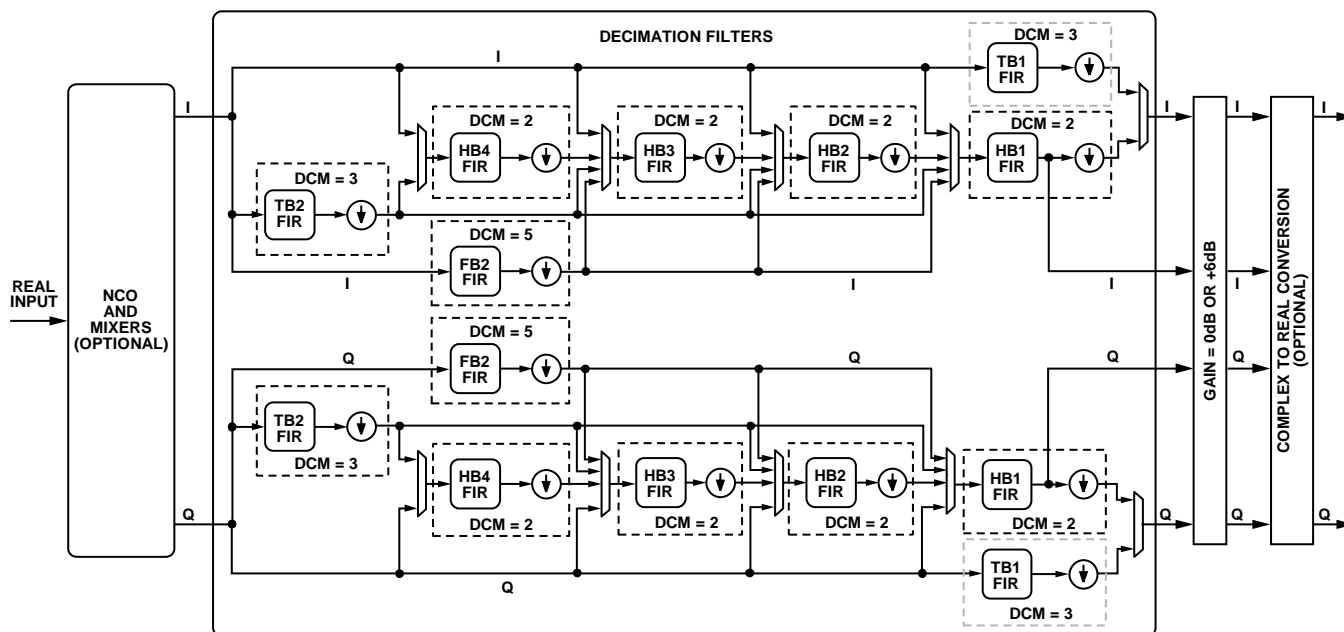 DECIMATION FILTERS
DCM = 3
I
TB1
FIR
I
I
I
I
DCM = 2
DCM = 2
DCM = 2
DCM = 2
HB4
FIR
HB3
FIR
HB2
FIR
HB1
FIR
DCM = 3
TB2
FIR
DCM = 5
FB2
FIR
I
I
I
I
REAL
INPUT
NCO
AND
MIXERS
(OPTIONAL)
GAIN = 0dB OR +6dB
COMPLEX TO REAL CONVERSION
(OPTIONAL)
DCM = 5
Q
FB2
FIR
Q
Q
Q
TB2
FIR
DCM = 3
HB4
FIR
HB3
FIR
HB2
FIR
HB1
FIR
DCM = 2
DCM = 2
DCM = 2
DCM = 2
Q
Q
Q
Q
Q
TB1
FIR
DCM = 3